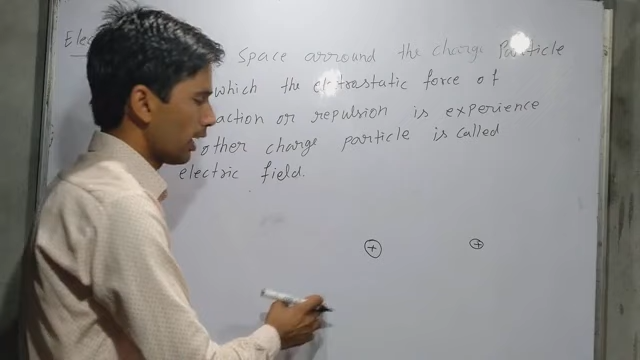 Space arround the charge Particle
which the electrostatic force of
action or repulsion is experience
other charge particle is called
electric field.
+ +